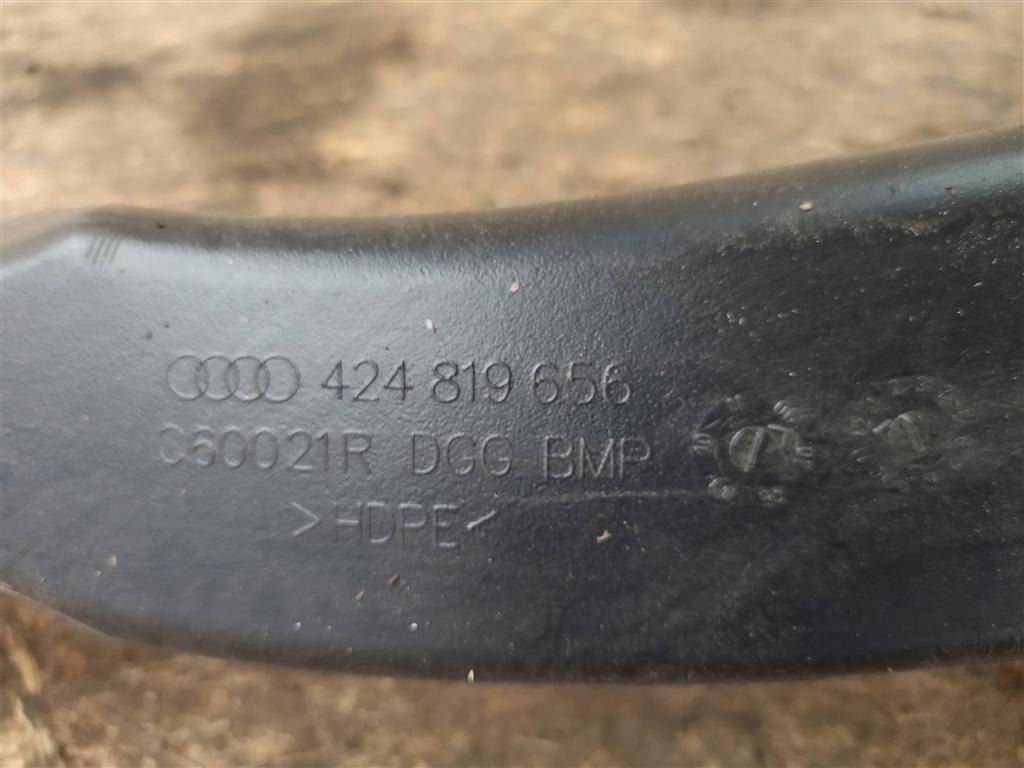 424 819 656
C60021R DGG BMP
>HDPE<